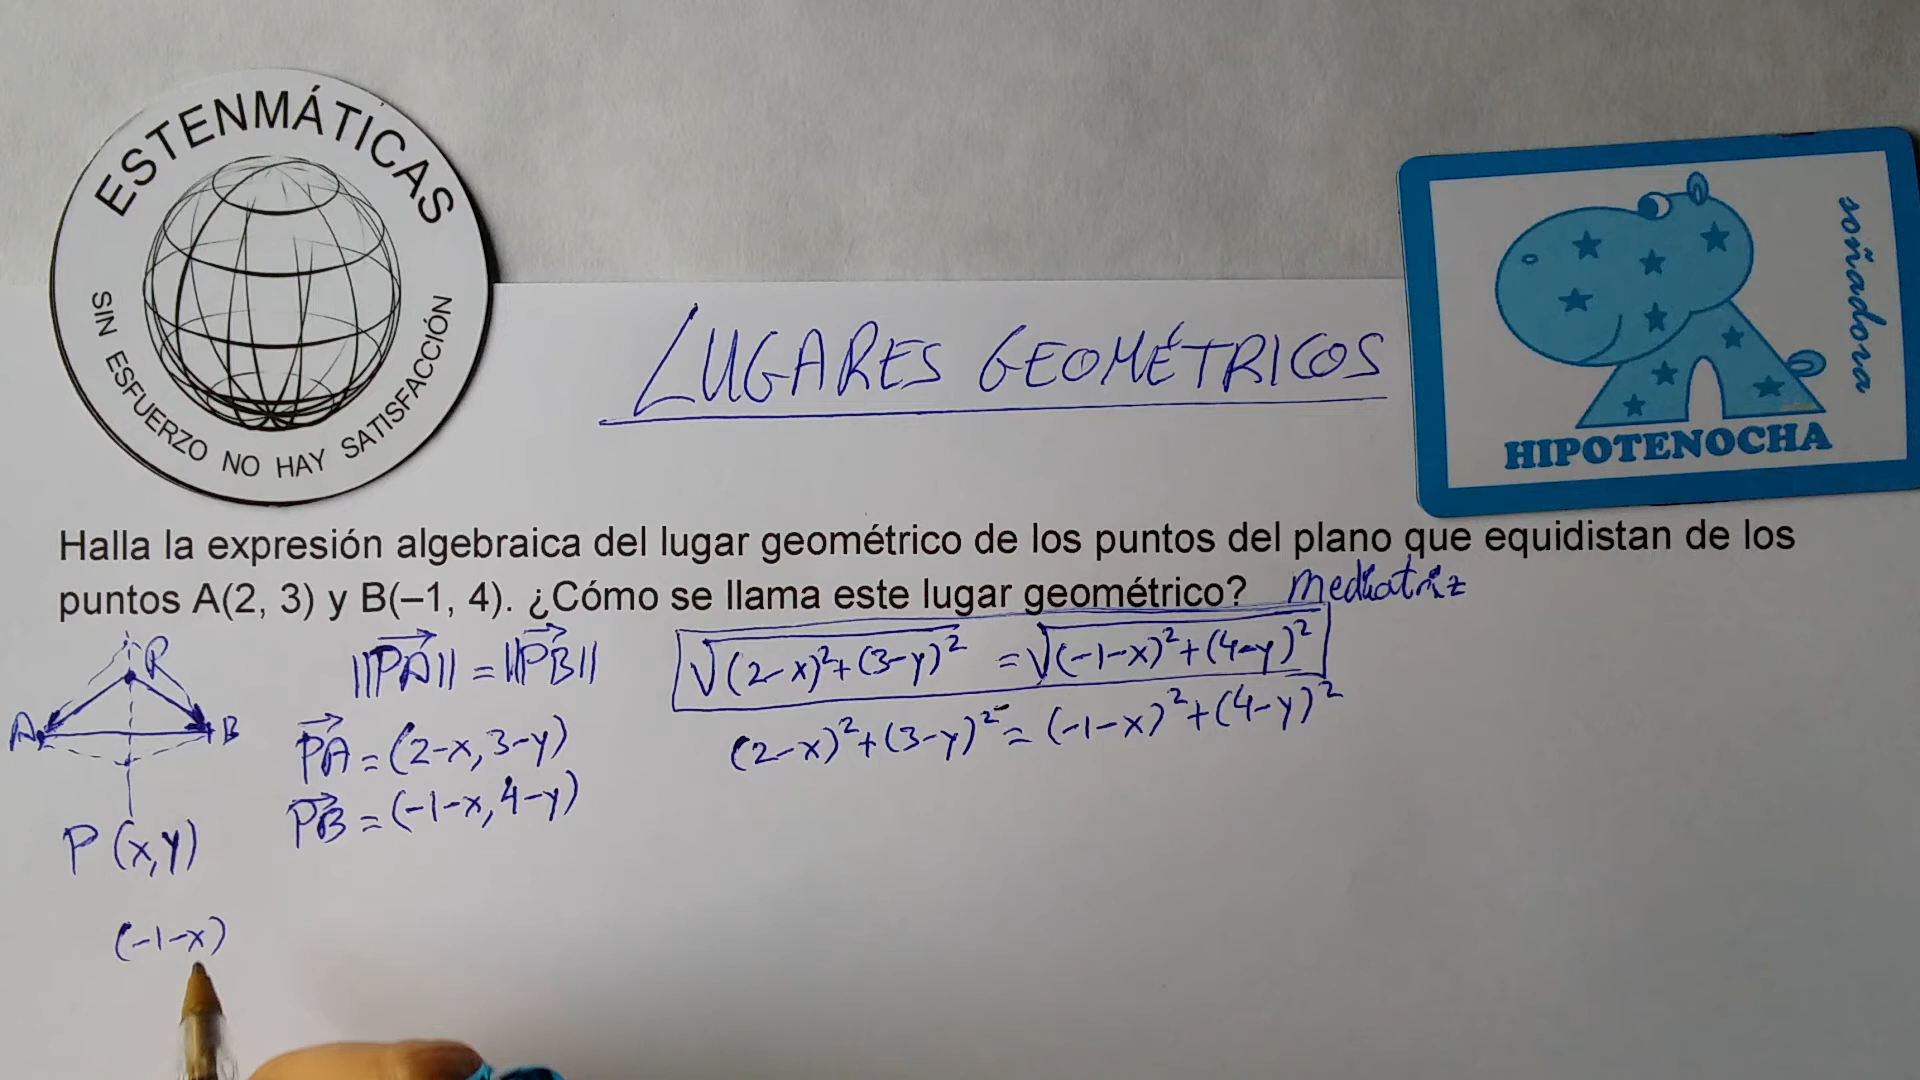 ESTENMÁTICAS
SIN ESFUERZO NO HAY SATISFACCIÓN
LUGARES GEOMÉTRICOS
soñadora
HIPOTENOCHA
Halla la expresión algebraica del lugar geométrico de los puntos del plano que equidistan de los
puntos A(2, 3) y B(–1, 4). ¿Cómo se llama este lugar geométrico? Mediatriz
P
A B
P (x,y)
(-1-x)
||PA|| = ||PB||
PA = (2-x, 3-y)
PB = (-1-x, 4-y)
√(2-x)²+(3-y)² = √(-1-x)²+(4-y)²
(2-x)²+(3-y)² = (-1-x)²+(4-y)²